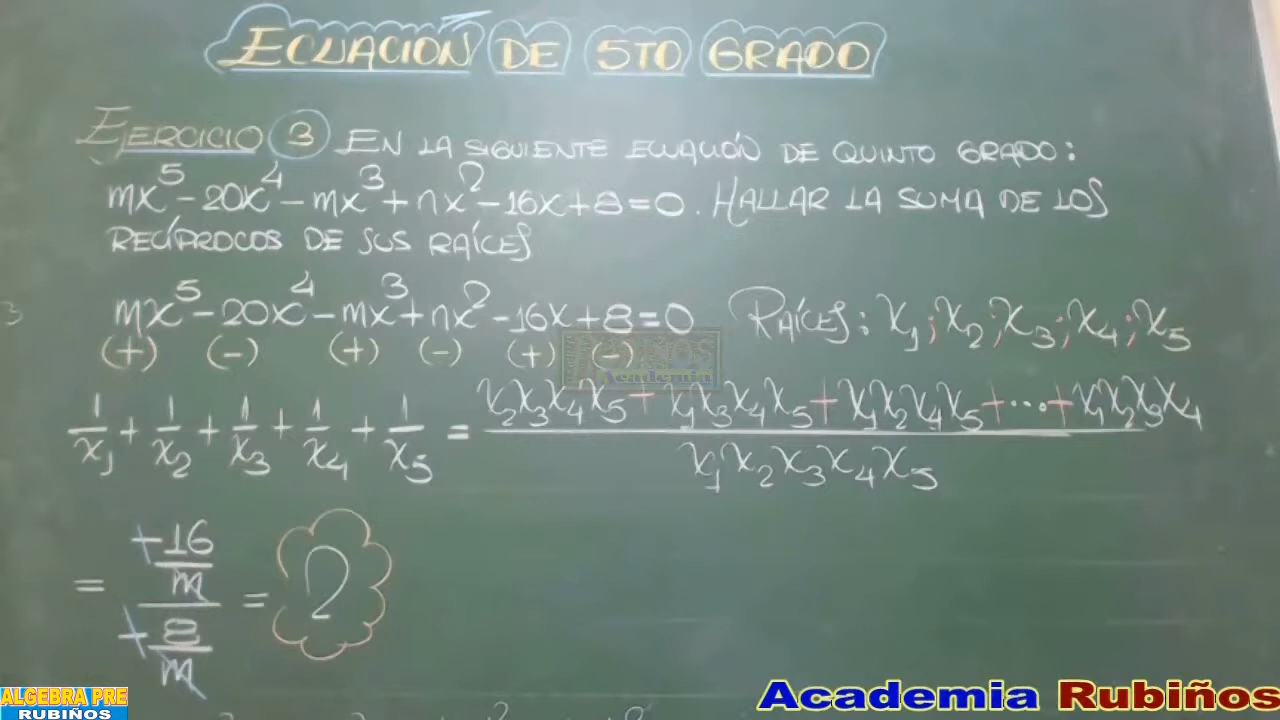 ECUACIÓN DE 5TO GRADO
EJERCICIO 3 EN LA SIGUIENTE ECUACIÓN DE QUINTO GRADO:
mx⁵ - 20x⁴ - mx³ + nx² - 16x + 8 = 0. HALLAR LA SUMA DE LOS
RECÍPROCOS DE SUS RAÍCES
mx⁵ - 20x⁴ - mx³ + nx² - 16x + 8 = 0 RAÍCES: x₁; x₂; x₃; x₄; x₅
(+) (-) (+) (-) (+) (-)
1/x₁ + 1/x₂ + 1/x₃ + 1/x₄ + 1/x₅ = (x₂x₃x₄x₅ + x₁x₃x₄x₅ + x₁x₂x₄x₅ + ... + x₁x₂x₃x₄)/(x₁x₂x₃x₄x₅)
= (+16/m)/(+8/m) = 2
Academia
ALGEBRA PRE
RUBIÑOS
Academia Rubiños